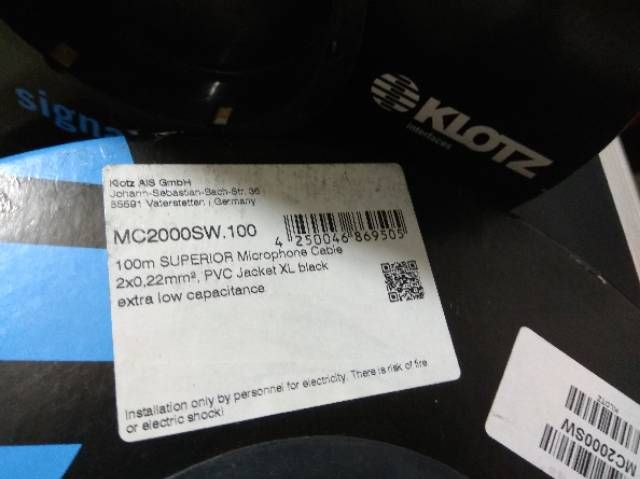 signa
KLOTZ
interfaces
Klotz AIS GmbH
Johann-Sebastian-Bach-Str. 36
85591 Vaterstetten / Germany
MC2000SW.100
4 250046 869505
100m SUPERIOR Microphone Cable
2x0,22mm², PVC Jacket XL black
extra low capacitance
Installation only by personnel for electricity. There is risk of fire
or electric shock!
KLOTZ
MC2000SW